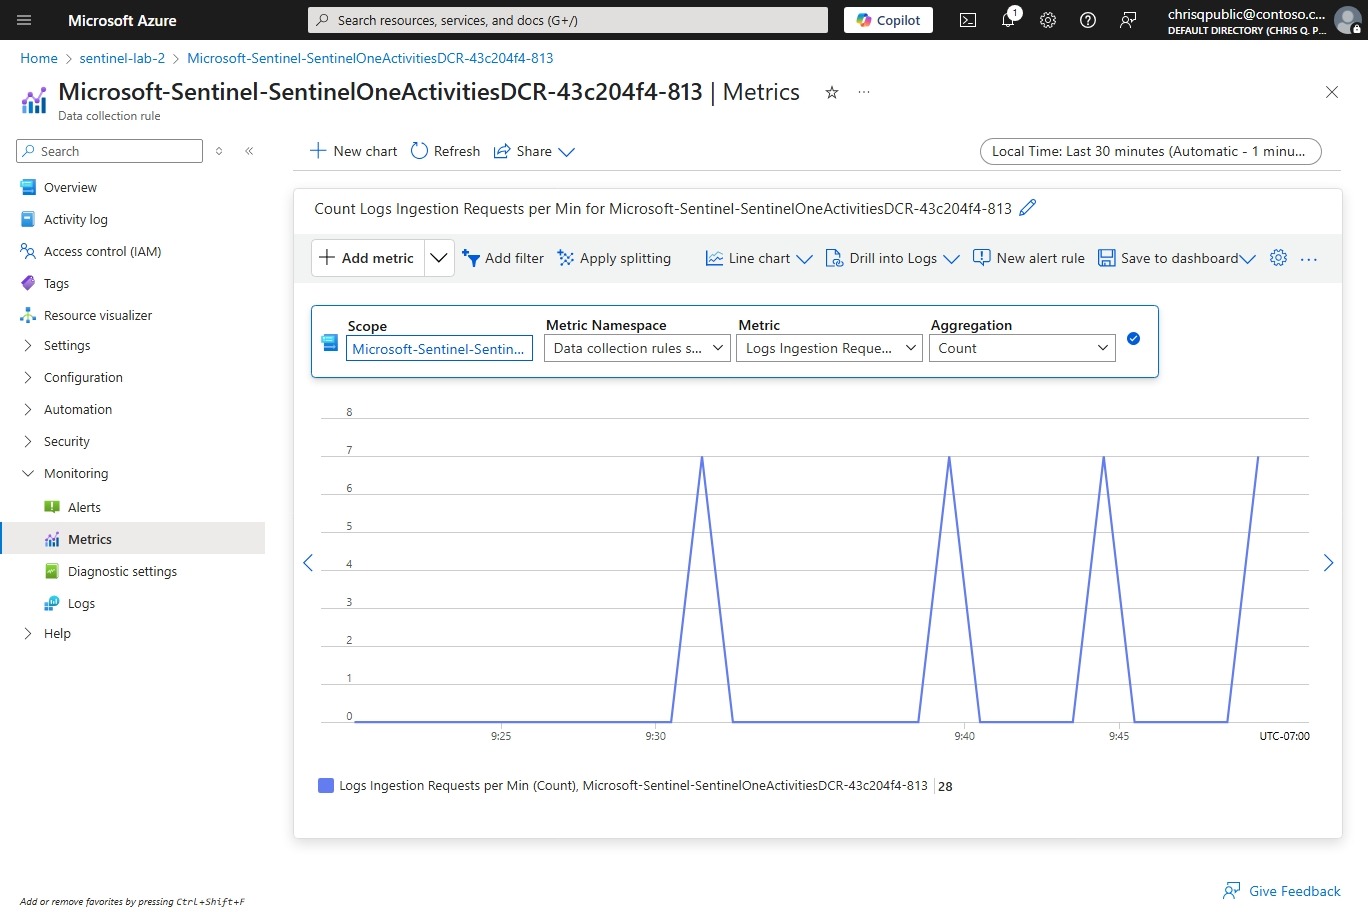 Microsoft Azure
Search resources, services, and docs (G+/)
Copilot
1
chrisqpublic@contoso.c...
DEFAULT DIRECTORY (CHRIS Q. P...
Home > sentinel-lab-2 > Microsoft-Sentinel-SentinelOneActivitiesDCR-43c204f4-813
Microsoft-Sentinel-SentinelOneActivitiesDCR-43c204f4-813 | Metrics
Data collection rule
Search
New chart
Refresh
Share
Local Time: Last 30 minutes (Automatic - 1 minu...
Overview
Activity log
Access control (IAM)
Tags
Resource visualizer
Settings
Configuration
Automation
Security
Monitoring
Alerts
Metrics
Diagnostic settings
Logs
Help
Count Logs Ingestion Requests per Min for Microsoft-Sentinel-SentinelOneActivitiesDCR-43c204f4-813
Add metric
Add filter
Apply splitting
Line chart
Drill into Logs
New alert rule
Save to dashboard
Scope
Metric Namespace
Metric
Aggregation
Microsoft-Sentinel-Sentin...
Data collection rules s...
Logs Ingestion Reque...
Count
8
7
6
5
4
3
2
1
0
9:25
9:30
9:40
9:45
UTC-07:00
Logs Ingestion Requests per Min (Count), Microsoft-Sentinel-SentinelOneActivitiesDCR-43c204f4-813 | 28
Give Feedback
Add or remove favorites by pressing Ctrl+Shift+F